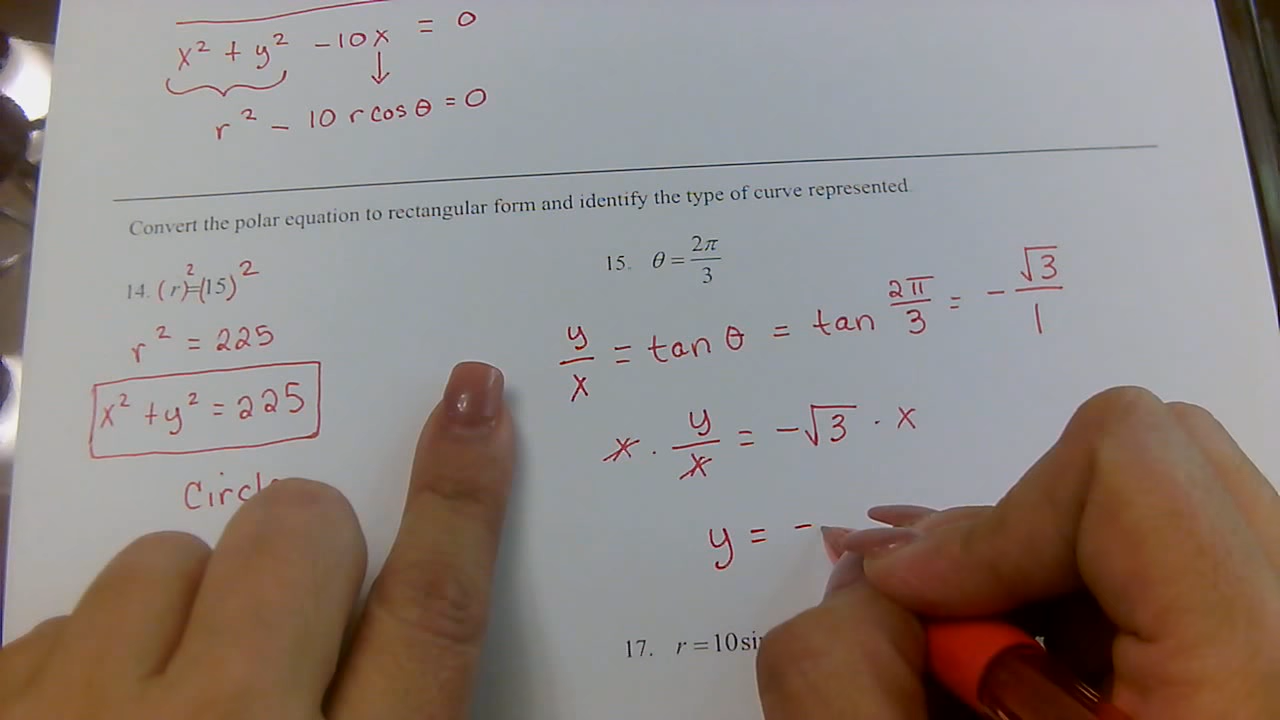 x² + y² - 10x = 0
r² - 10 r cos θ = 0
Convert the polar equation to rectangular form and identify the type of curve represented.
14. (r)² = (15)²
r² = 225
x² + y² = 225
15. θ = 2π/3
y/x = tan θ = tan 2π/3 = - √3/1
x · y/x = -√3 · x
y = -
17. r = 10